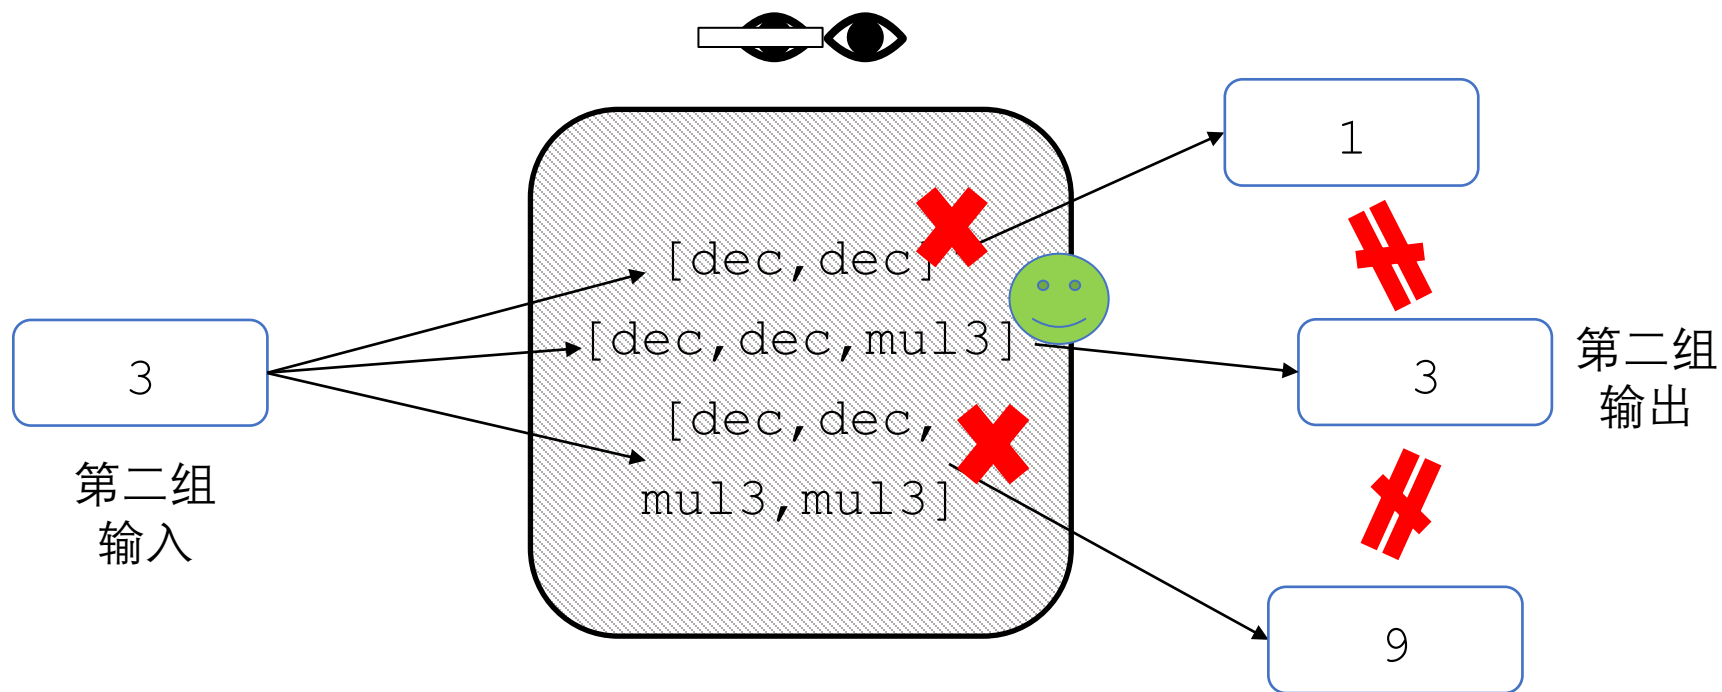 3
第二组
输入
[dec,dec]
[dec,dec,mul3]
[dec,dec,
mul3,mul3]
1
3
9
第二组
输出